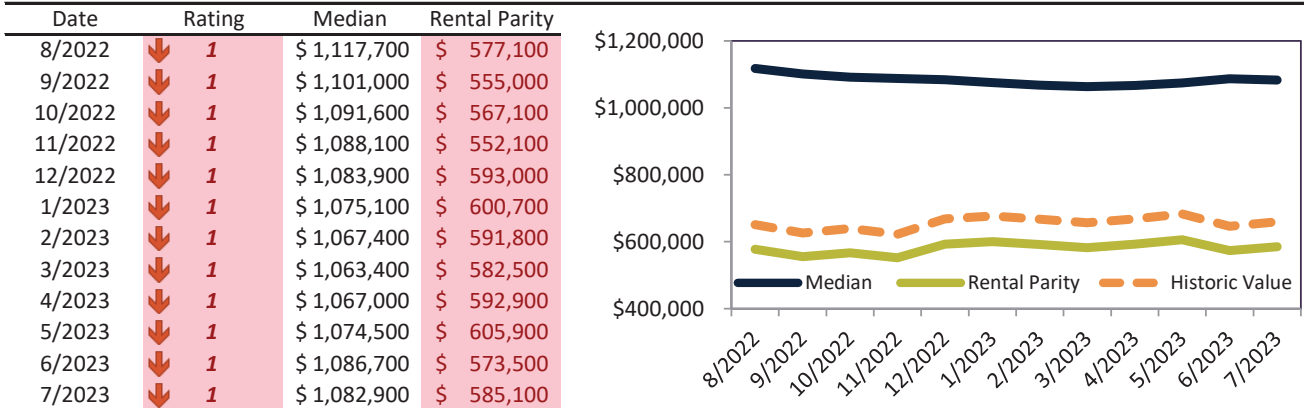 Date Rating Median Rental Parity
8/2022 1 $ 1,117,700 $ 577,100
9/2022 1 $ 1,101,000 $ 555,000
10/2022 1 $ 1,091,600 $ 567,100
11/2022 1 $ 1,088,100 $ 552,100
12/2022 1 $ 1,083,900 $ 593,000
1/2023 1 $ 1,075,100 $ 600,700
2/2023 1 $ 1,067,400 $ 591,800
3/2023 1 $ 1,063,400 $ 582,500
4/2023 1 $ 1,067,000 $ 592,900
5/2023 1 $ 1,074,500 $ 605,900
6/2023 1 $ 1,086,700 $ 573,500
7/2023 1 $ 1,082,900 $ 585,100
$1,200,000
$1,000,000
$800,000
$600,000
$400,000
Median Rental Parity Historic Value
8/2022 9/2022 10/2022 11/2022 12/2022 1/2023 2/2023 3/2023 4/2023 5/2023 6/2023 7/2023